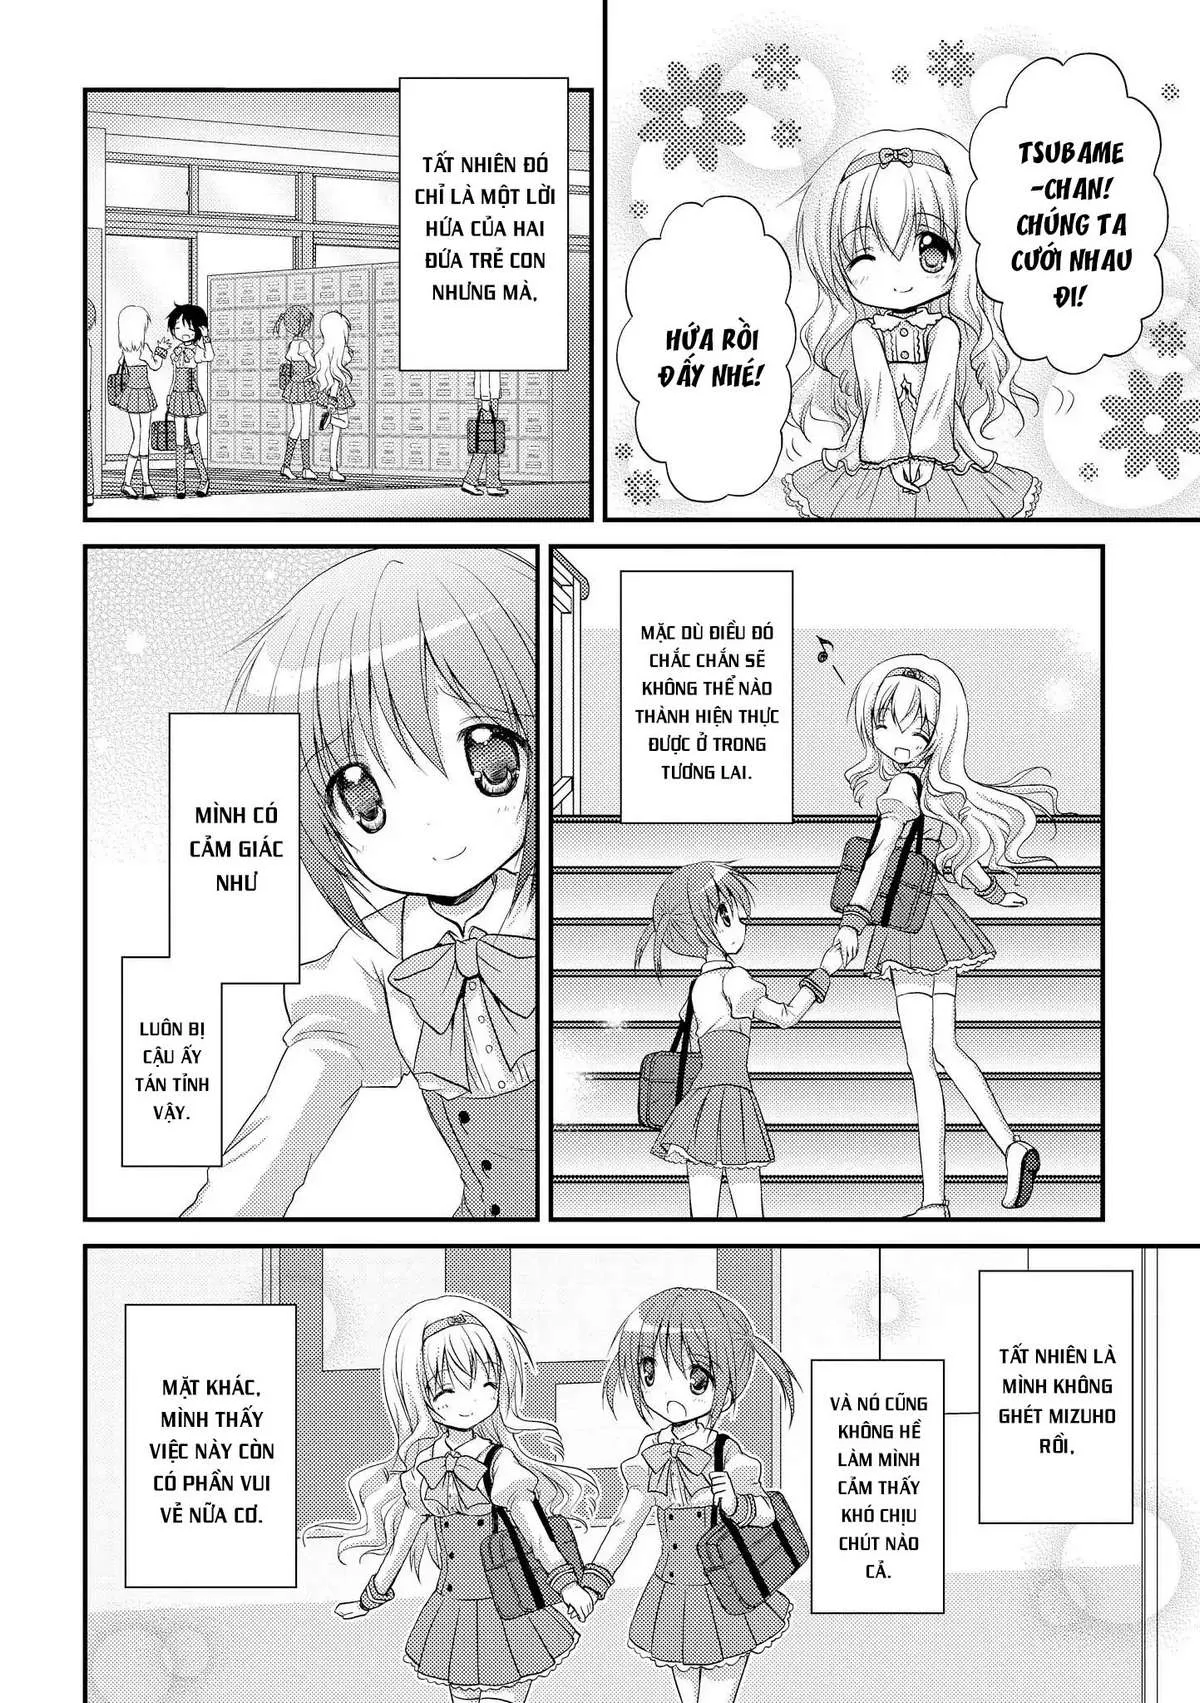 TSUBAME
-CHAN!
CHÚNG TA
CƯỚI NHAU
ĐI!
HỨA RỒI
ĐẤY NHÉ!
TẤT NHIÊN ĐÓ
CHỈ LÀ MỘT LỜI
HỨA CỦA HAI
ĐỨA TRẺ CON
NHƯNG MÀ,
MẶC DÙ ĐIỀU ĐÓ
CHẮC CHẮN SẼ
KHÔNG THỂ NÀO
THÀNH HIỆN THỰC
ĐƯỢC Ở TRONG
TƯƠNG LAI.
MÌNH CÓ
CẢM GIÁC
NHƯ
LUÔN BỊ
CẬU ẤY
TÁN TỈNH
VẬY.
TẤT NHIÊN LÀ
MÌNH KHÔNG
GHÉT MIZUHO
RỒI,
VÀ NÓ CŨNG
KHÔNG HỀ
LÀM MÌNH
CẢM THẤY
KHÓ CHỊU
CHÚT NÀO
CẢ.
MẶT KHÁC,
MÌNH THẤY
VIỆC NÀY CÒN
CÓ PHẦN VUI
VẺ NỮA CƠ.